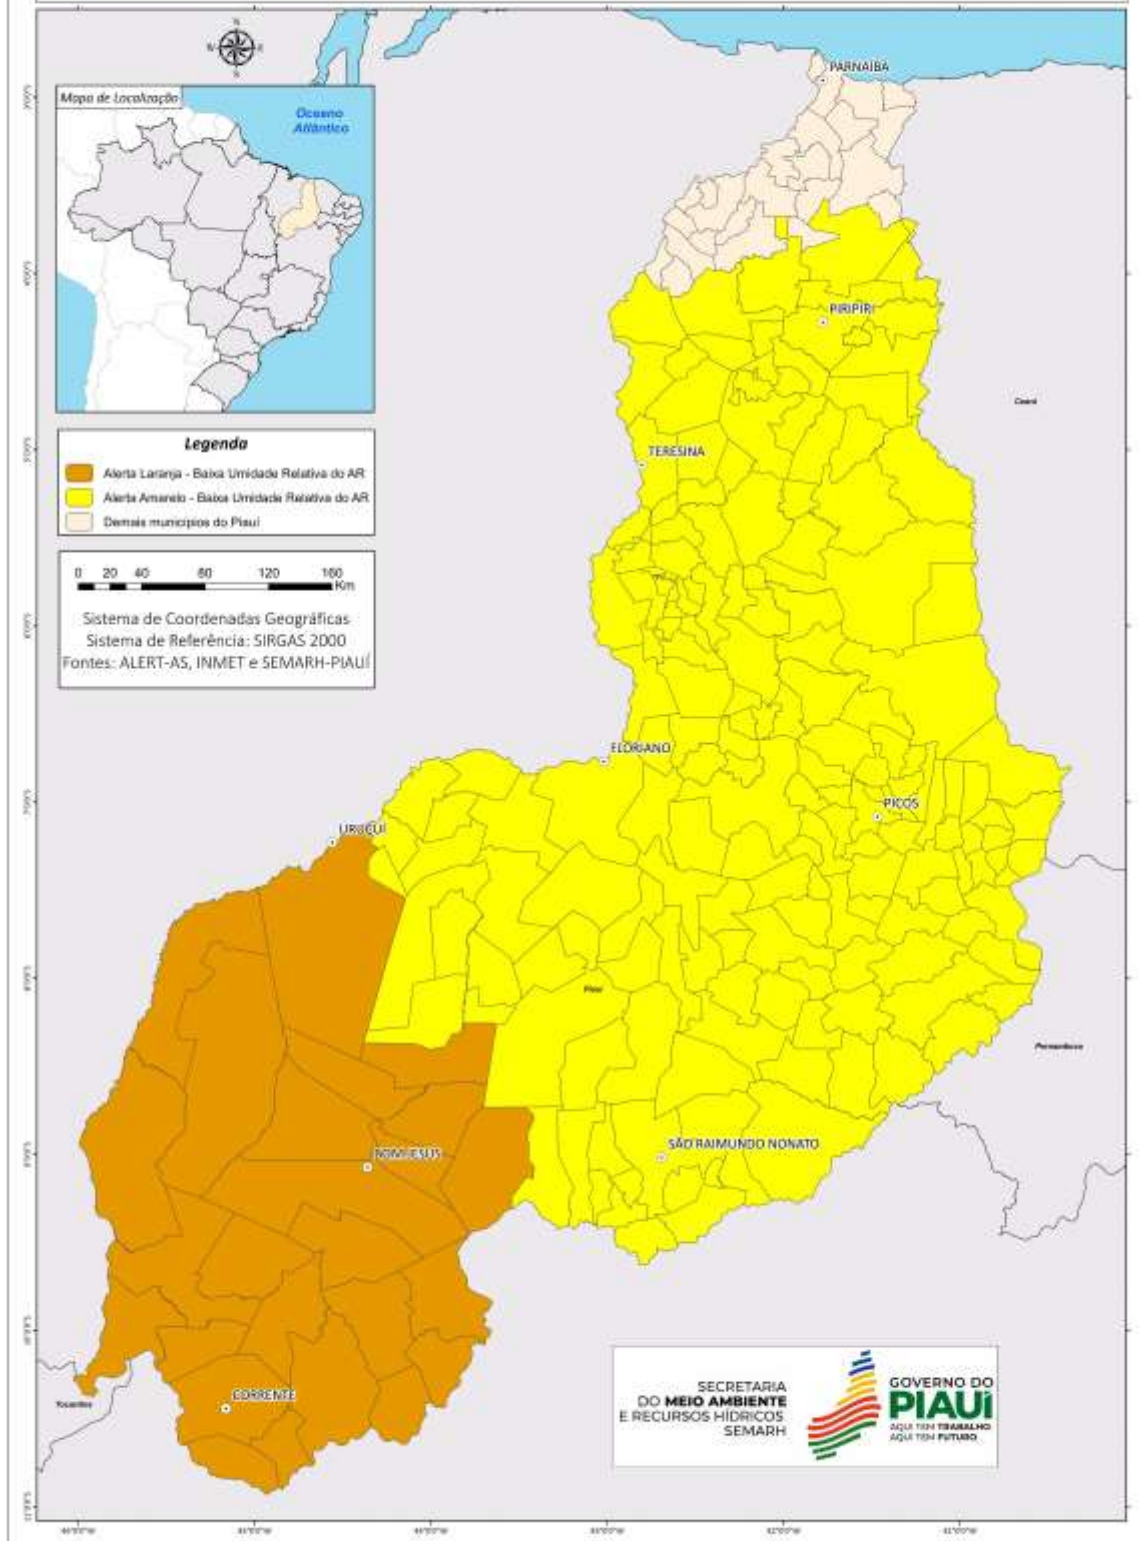 PARNAÍBA
N
W
S
Mapa de Localização
Oceano
Atlântico
PIRIPIRI
Ceará
Legenda
TERESINA
Alerta Laranja - Baixa Umidade Relativa do AR
Alerta Amarelo - Baixa Umidade Relativa do AR
Demais municípios do Piauí
0 20 40 80 120 160
Km
Sistema de Coordenadas Geográficas
Sistema de Referência: SIRGAS 2000
Fontes: ALERT-AS, INMET e SEMARH-PIAUÍ
FLORIANO
PICOS
URUÇUÍ
Piauí
Pernambuco
SÃO RAIMUNDO NONATO
BOM JESUS
CORRENTE
Tocantins
SECRETARIA
DO MEIO AMBIENTE
E RECURSOS HÍDRICOS
SEMARH
GOVERNO DO
PIAUÍ
AQUI TEM TRABALHO
AQUI TEM FUTURO